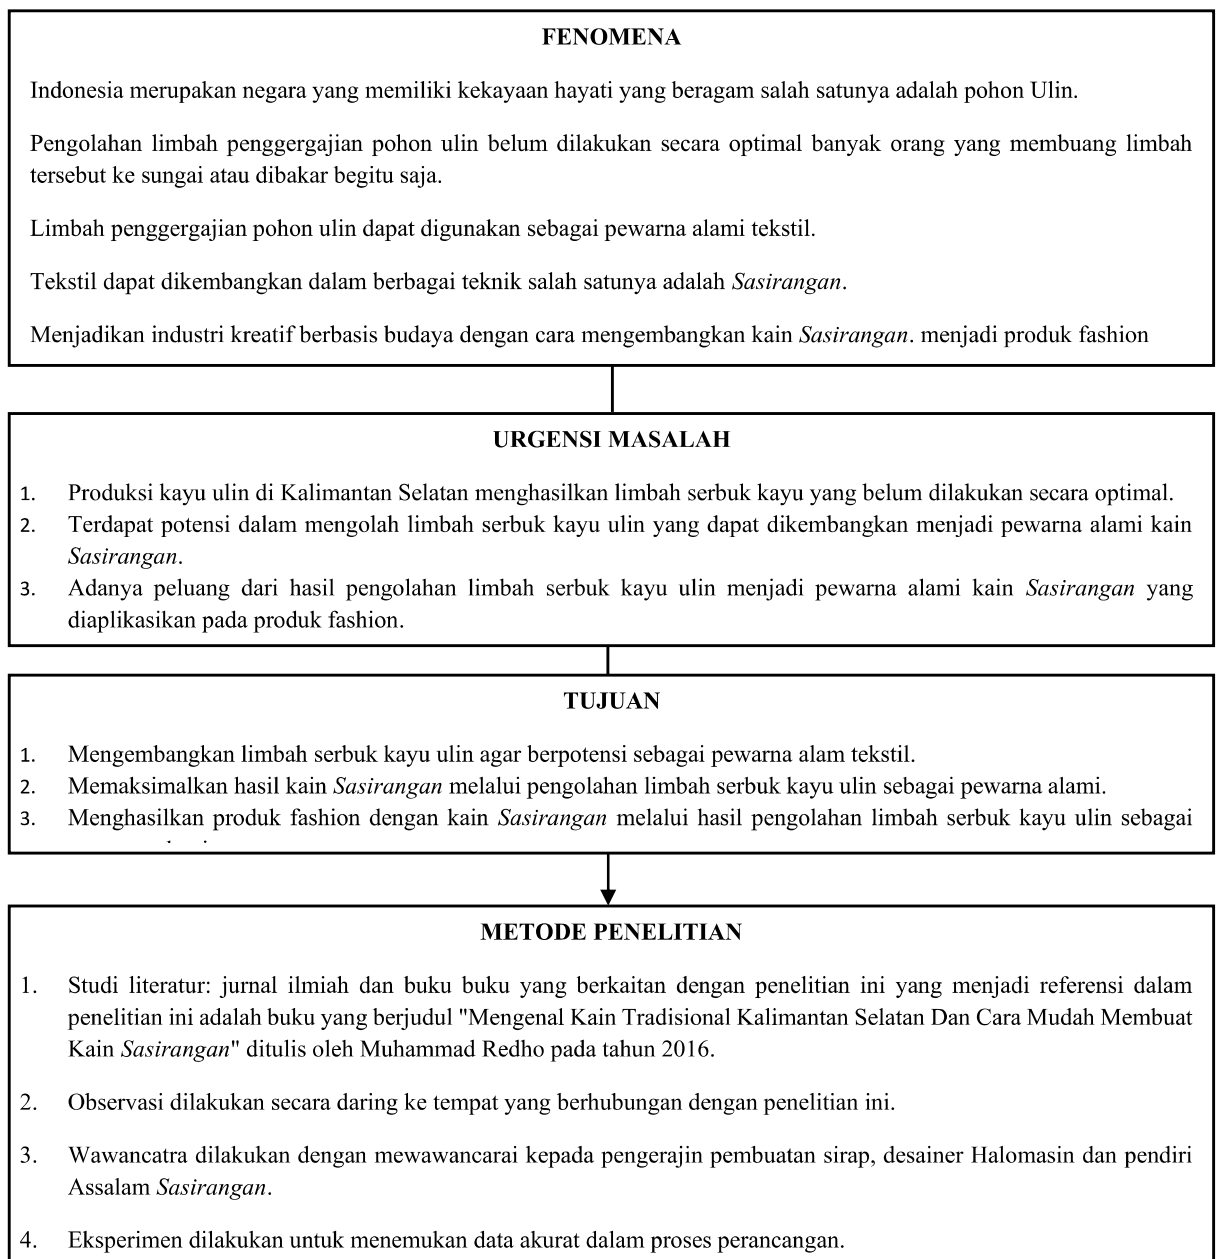 FENOMENA
Indonesia merupakan negara yang memiliki kekayaan hayati yang beragam salah satunya adalah pohon Ulin.
Pengolahan limbah penggergajian pohon ulin belum dilakukan secara optimal banyak orang yang membuang limbah
tersebut ke sungai atau dibakar begitu saja.
Limbah penggergajian pohon ulin dapat digunakan sebagai pewarna alami tekstil.
Tekstil dapat dikembangkan dalam berbagai teknik salah satunya adalah Sasirangan.
Menjadikan industri kreatif berbasis budaya dengan cara mengembangkan kain Sasirangan. menjadi produk fashion
URGENSI MASALAH
1. Produksi kayu ulin di Kalimantan Selatan menghasilkan limbah serbuk kayu yang belum dilakukan secara optimal.
2. Terdapat potensi dalam mengolah limbah serbuk kayu ulin yang dapat dikembangkan menjadi pewarna alami kain
Sasirangan.
3. Adanya peluang dari hasil pengolahan limbah serbuk kayu ulin menjadi pewarna alami kain Sasirangan yang
diaplikasikan pada produk fashion.
TUJUAN
1. Mengembangkan limbah serbuk kayu ulin agar berpotensi sebagai pewarna alam tekstil.
2. Memaksimalkan hasil kain Sasirangan melalui pengolahan limbah serbuk kayu ulin sebagai pewarna alami.
3. Menghasilkan produk fashion dengan kain Sasirangan melalui hasil pengolahan limbah serbuk kayu ulin sebagai
METODE PENELITIAN
1. Studi literatur: jurnal ilmiah dan buku buku yang berkaitan dengan penelitian ini yang menjadi referensi dalam
penelitian ini adalah buku yang berjudul "Mengenal Kain Tradisional Kalimantan Selatan Dan Cara Mudah Membuat
Kain Sasirangan" ditulis oleh Muhammad Redho pada tahun 2016.
2. Observasi dilakukan secara daring ke tempat yang berhubungan dengan penelitian ini.
3. Wawancatra dilakukan dengan mewawancarai kepada pengerajin pembuatan sirap, desainer Halomasin dan pendiri
Assalam Sasirangan.
4. Eksperimen dilakukan untuk menemukan data akurat dalam proses perancangan.